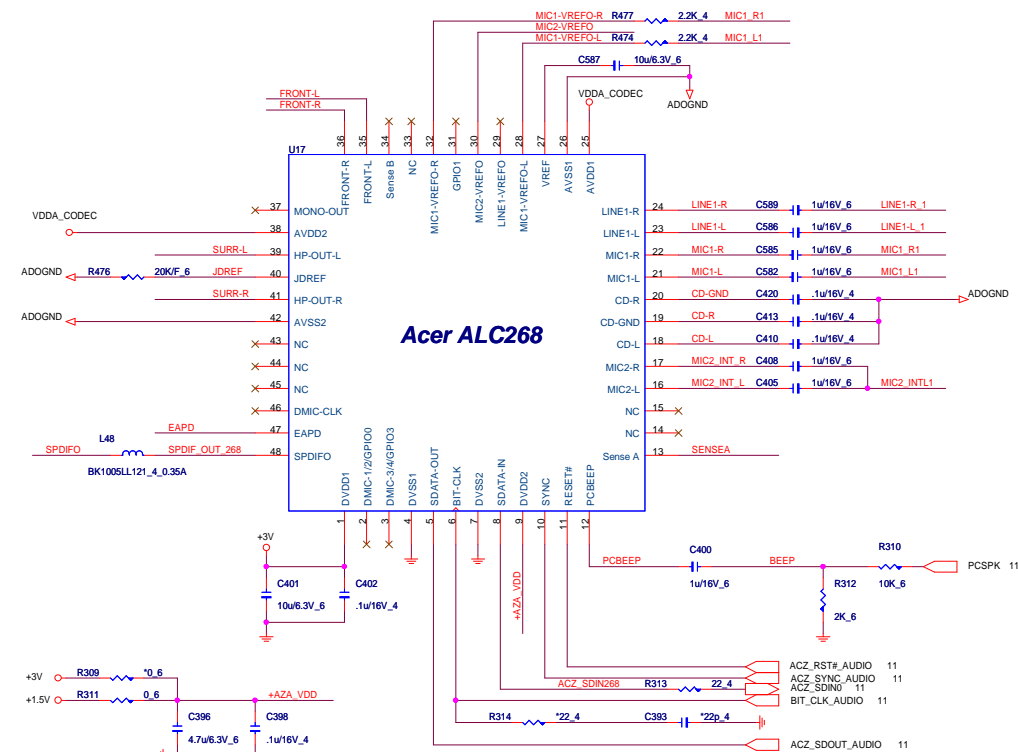 MIC1-VREFO-R R477 2.2K_4 MIC1_R1
MIC2-VREFO
MIC1-VREFO-L R474 2.2K_4 MIC1_L1
C587 10u/6.3V_6
VDDA_CODEC
ADOGND
FRONT-L
FRONT-R
36 35 34 33 32 31 30 29 28 27 26 25
U17
FRONT-R FRONT-L Sense B NC MIC1-VREFO-R GPIO1 MIC2-VREFO LINE1-VREFO MIC1-VREFO-L VREF AVSS1 AVDD1
37 MONO-OUT
VDDA_CODEC
38 AVDD2
SURR-L 39 HP-OUT-L
ADOGND R476 20K/F_6 JDREF 40 JDREF
SURR-R 41 HP-OUT-R
ADOGND 42 AVSS2
43 NC
44 NC
45 NC
46 DMIC-CLK
EAPD 47 EAPD
L48
SPDIFO SPDIF_OUT_268 48 SPDIFO
BK1005LL121_4_0.35A
Acer ALC268
LINE1-R 24 LINE1-R C589 1u/16V_6 LINE1-R_1
LINE1-L 23 LINE1-L C586 1u/16V_6 LINE1-L_1
MIC1-R 22 MIC1-R C585 1u/16V_6 MIC1_R1
MIC1-L 21 MIC1-L C582 1u/16V_6 MIC1_L1
CD-R 20 CD-GND C420 .1u/16V_4 ADOGND
CD-GND 19 CD-R C413 .1u/16V_4
CD-L 18 CD-L C410 .1u/16V_4
MIC2-R 17 MIC2_INT_R C408 1u/16V_6
MIC2-L 16 MIC2_INT_L C405 1u/16V_6 MIC2_INTL1
NC 15
NC 14
Sense A 13 SENSEA
DVDD1 DMIC-1/2/GPIO0 DMIC-3/4/GPIO3 DVSS1 SDATA-OUT BIT-CLK DVSS2 SDATA-IN DVDD2 SYNC RESET# PCBEEP
1 2 3 4 5 6 7 8 9 10 11 12
+3V
C401
10u/6.3V_6
C402
.1u/16V_4
+AZA_VDD
PCBEEP C400 BEEP R310 PCSPK 11
1u/16V_6
10K_6
R312
2K_6
+3V R309 *0_6
+1.5V R311 0_6 +AZA_VDD
C396
4.7u/6.3V_6
C398
.1u/16V_4
ACZ_RST#_AUDIO 11
ACZ_SYNC_AUDIO 11
ACZ_SDIN268 R313 22_4 ACZ_SDIN0 11
BIT_CLK_AUDIO 11
R314 *22_4 C393 *22p_4
ACZ_SDOUT_AUDIO 11